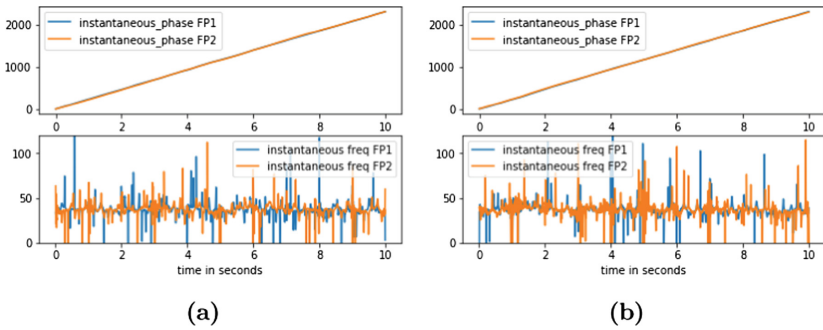 instantaneous_phase FP1
instantaneous_phase FP2
2000
1000
0
0 2 4 6 8 10
instantaneous freq FP1
instantaneous freq FP2
100
50
0
0 2 4 6 8 10
time in seconds
(a)
instantaneous_phase FP1
instantaneous_phase FP2
2000
1000
0
0 2 4 6 8 10
instantaneous freq FP1
instantaneous freq FP2
100
50
0
0 2 4 6 8 10
time in seconds
(b)